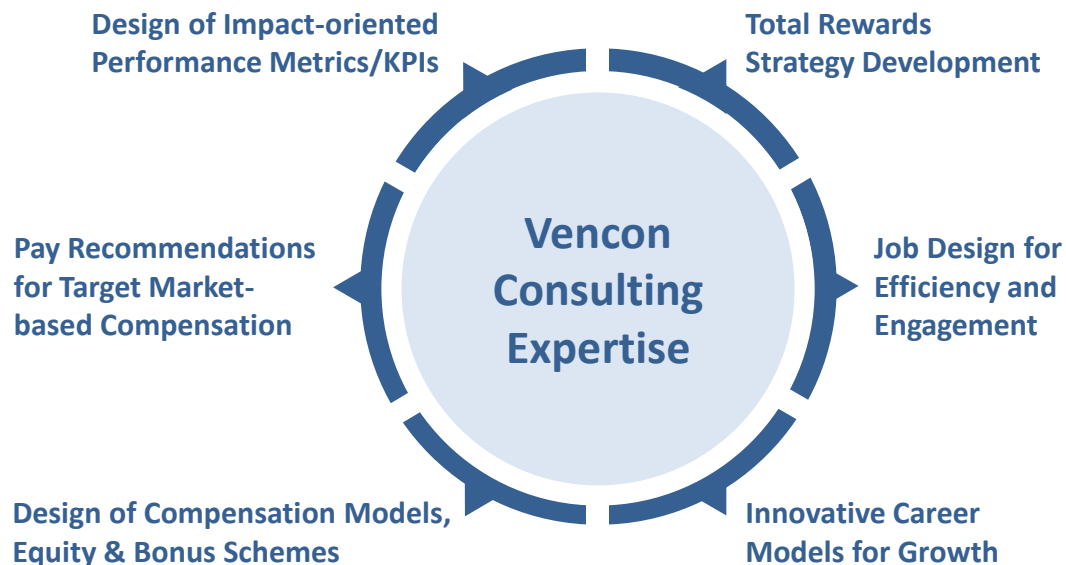 Design of Impact-oriented
Performance Metrics/KPIs
Total Rewards
Strategy Development
Pay Recommendations
for Target Market-
based Compensation
Vencon
Consulting
Expertise
Job Design for
Efficiency and
Engagement
Design of Compensation Models,
Equity & Bonus Schemes
Innovative Career
Models for Growth